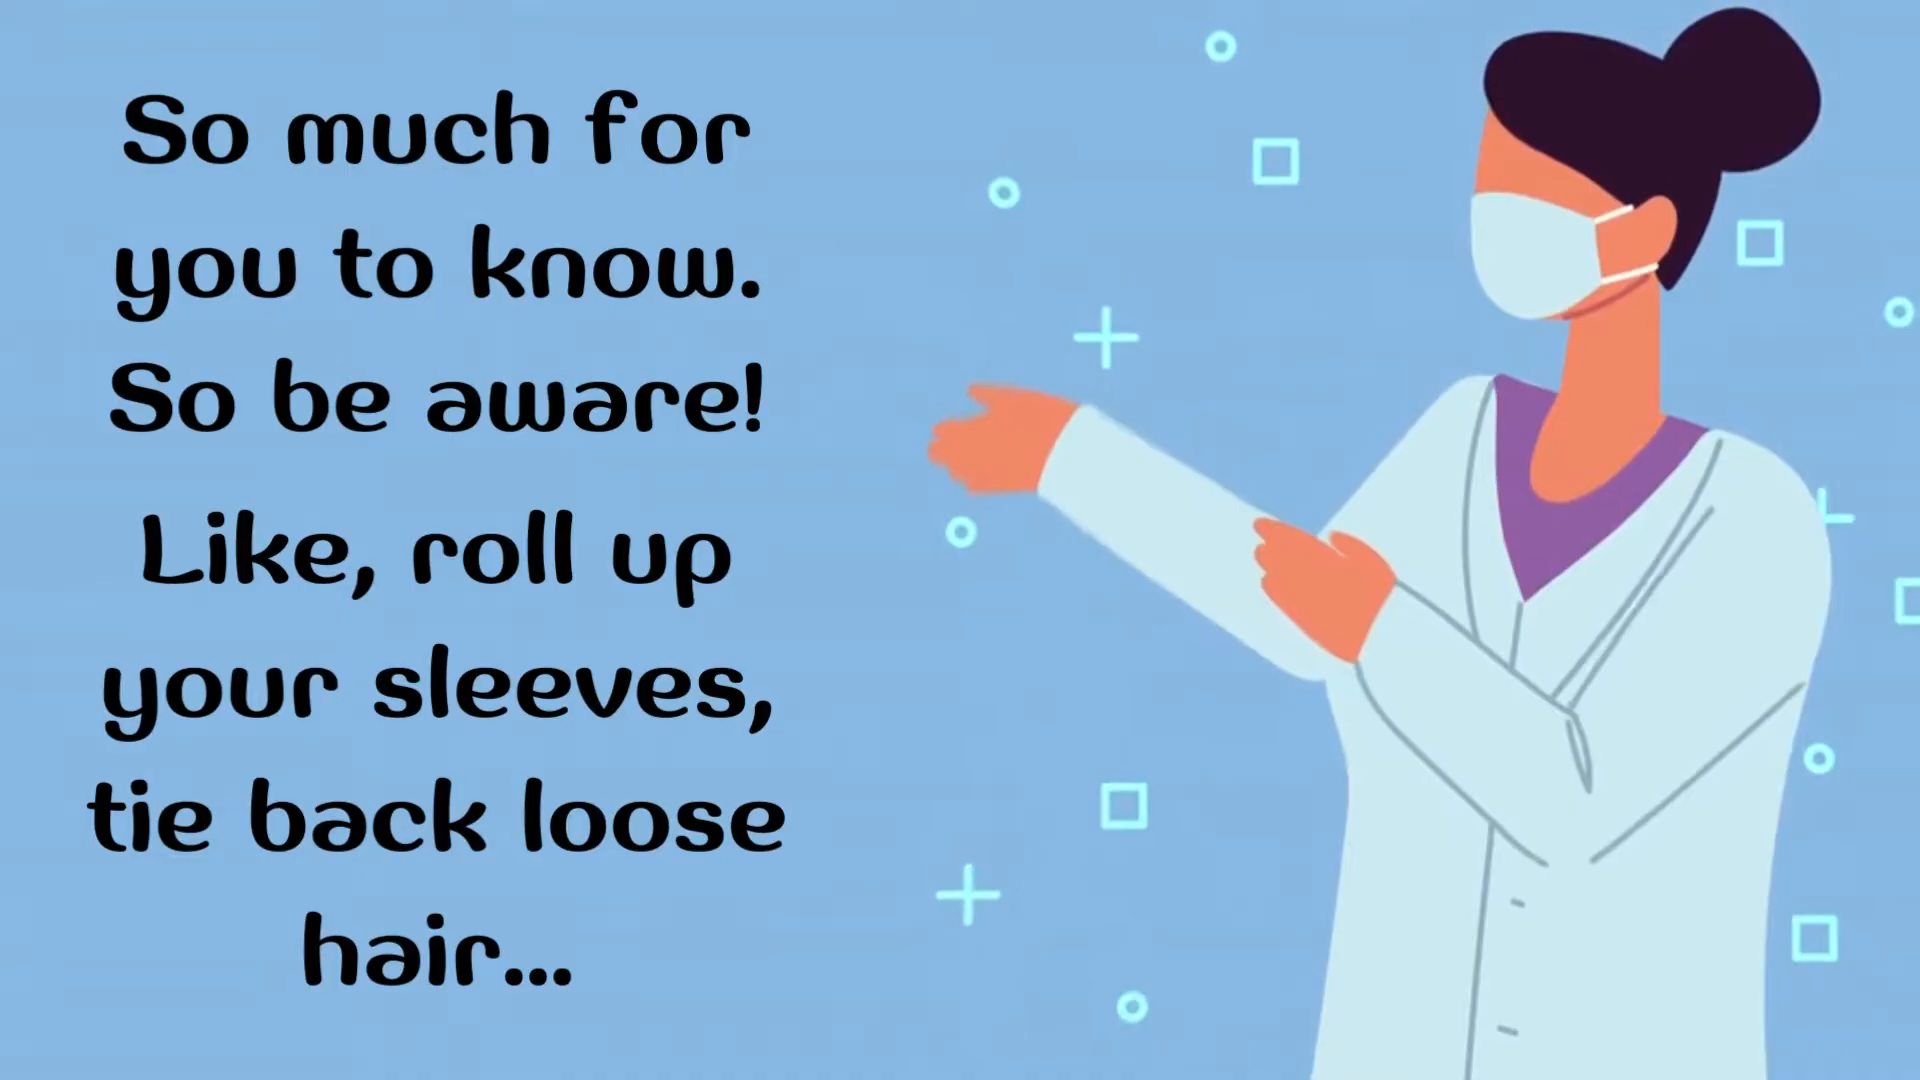 So much for
you to know.
So be aware!
Like, roll up
your sleeves,
tie back loose
hair...